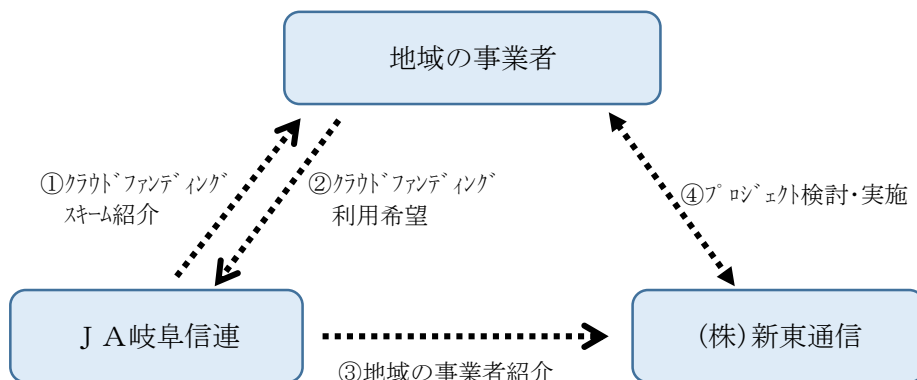 地域の事業者
①ｸﾗｳﾄﾞﾌｧﾝﾃﾞｨﾝｸﾞ
ｽｷｰﾑ紹介
②ｸﾗｳﾄﾞﾌｧﾝﾃﾞｨﾝｸﾞ
利用希望
④ﾌﾟﾛｼﾞｪｸﾄ検討・実施
ＪＡ岐阜信連
(株)新東通信
③地域の事業者紹介